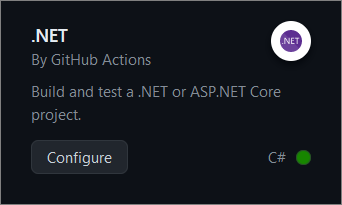 .NET
.NET
By GitHub Actions
Build and test a .NET or ASP.NET Core
project.
Configure
C#